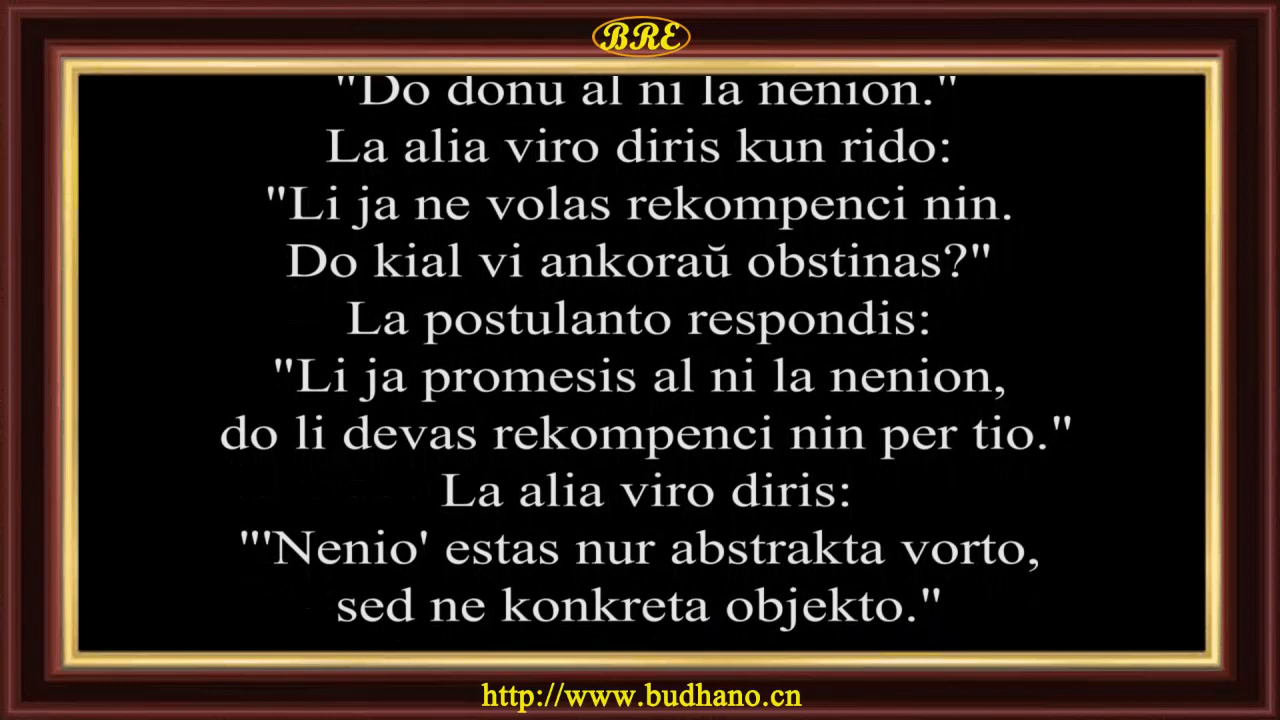 BRE
"Do donu al ni la nenion."
La alia viro diris kun rido:
"Li ja ne volas rekompenci nin.
Do kial vi ankoraŭ obstinas?"
La postulanto respondis:
"Li ja promesis al ni la nenion,
do li devas rekompenci nin per tio."
La alia viro diris:
"'Nenio' estas nur abstrakta vorto,
sed ne konkreta objekto."
http://www.budhano.cn